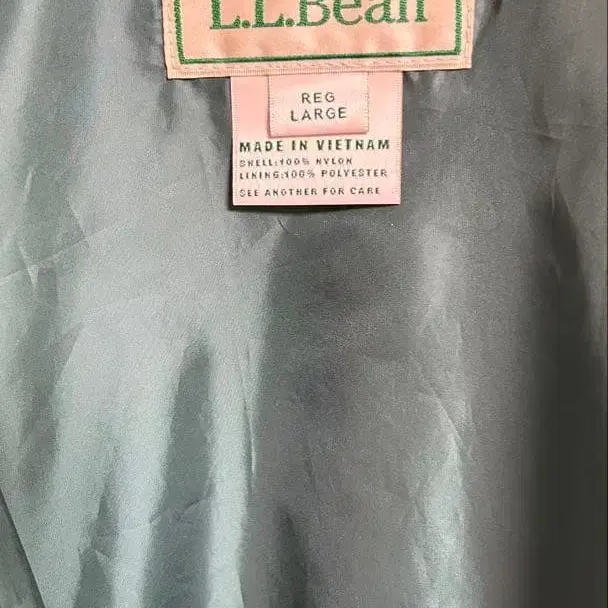 L.L.Bean
REG
LARGE
MADE IN VIETNAM
SHELL:100% NYLON
LINING:100% POLYESTER
SEE ANOTHER FOR CARE